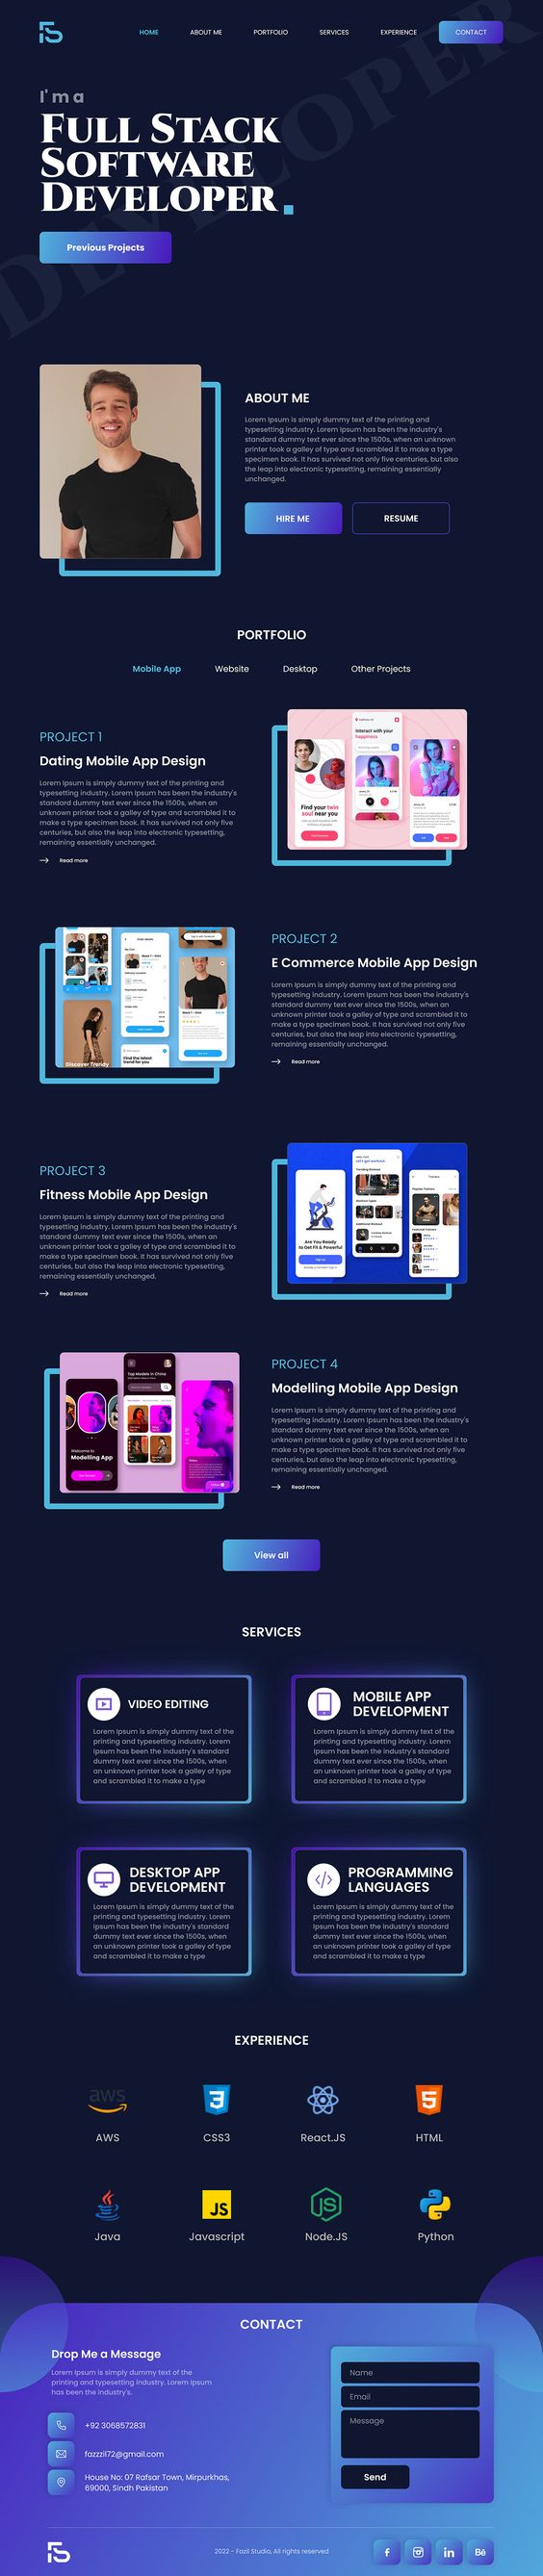 HOME
ABOUT ME
PORTFOLIO
SERVICES
EXPERIENCE
CONTACT
DEVELOPER
I'm a
Full Stack
Software
Developer
Previous Projects
ABOUT ME
Lorem Ipsum is simply dummy text of the printing and
typesetting industry. Lorem Ipsum has been the industry's
standard dummy text ever since the 1500s, when an unknown
printer took a galley of type and scrambled it to make a type
specimen book. It has survived not only five centuries, but also
the leap into electronic typesetting, remaining essentially
unchanged.
HIRE ME
RESUME
PORTFOLIO
Mobile App
Website
Desktop
Other Projects
PROJECT 1
Dating Mobile App Design
Lorem Ipsum is simply dummy text of the printing and
typesetting industry. Lorem Ipsum has been the industry's
standard dummy text ever since the 1500s, when an
unknown printer took a galley of type and scrambled it to
make a type specimen book. It has survived not only five
centuries, but also the leap into electronic typesetting,
remaining essentially unchanged.
Read more
Interact with your
happiness
Find your twin
soul near you
PROJECT 2
E Commerce Mobile App Design
Lorem Ipsum is simply dummy text of the printing and
typesetting industry. Lorem Ipsum has been the industry's
standard dummy text ever since the 1500s, when an
unknown printer took a galley of type and scrambled it to
make a type specimen book. It has survived not only five
centuries, but also the leap into electronic typesetting,
remaining essentially unchanged.
Read more
Discover Trendy
Find the latest
trend for you
PROJECT 3
Fitness Mobile App Design
Lorem Ipsum is simply dummy text of the printing and
typesetting industry. Lorem Ipsum has been the industry's
standard dummy text ever since the 1500s, when an
unknown printer took a galley of type and scrambled it to
make a type specimen book. It has survived not only five
centuries, but also the leap into electronic typesetting,
remaining essentially unchanged.
Read more
Are You Ready
to Get Fit & Powerful
PROJECT 4
Modelling Mobile App Design
Lorem Ipsum is simply dummy text of the printing and
typesetting industry. Lorem Ipsum has been the industry's
standard dummy text ever since the 1500s, when an
unknown printer took a galley of type and scrambled it to
make a type specimen book. It has survived not only five
centuries, but also the leap into electronic typesetting,
remaining essentially unchanged.
Read more
Top Models in China
Welcome to
Modelling App
View all
SERVICES
VIDEO EDITING
Lorem Ipsum is simply dummy text of the
printing and typesetting industry. Lorem
Ipsum has been the industry's standard
dummy text ever since the 1500s, when
an unknown printer took a galley of type
and scrambled it to make a type
MOBILE APP
DEVELOPMENT
Lorem Ipsum is simply dummy text of the
printing and typesetting industry. Lorem
Ipsum has been the industry's standard
dummy text ever since the 1500s, when
an unknown printer took a galley of type
and scrambled it to make a type
DESKTOP APP
DEVELOPMENT
Lorem Ipsum is simply dummy text of the
printing and typesetting industry. Lorem
Ipsum has been the industry's standard
dummy text ever since the 1500s, when
an unknown printer took a galley of type
and scrambled it to make a type
PROGRAMMING
LANGUAGES
Lorem Ipsum is simply dummy text of the
printing and typesetting industry. Lorem
Ipsum has been the industry's standard
dummy text ever since the 1500s, when
an unknown printer took a galley of type
and scrambled it to make a type
EXPERIENCE
aws
AWS
3
CSS3
React.JS
5
HTML
Java
JS
Javascript
JS
Node.JS
Python
CONTACT
Drop Me a Message
Lorem Ipsum is simply dummy text of the
printing and typesetting industry. Lorem Ipsum
has been the industry's.
+92 3068572831
fazzzil72@gmail.com
House No: 07 Rafsar Town, Mirpurkhas,
69000, Sindh Pakistan
Name
Email
Message
Send
2022 - Fazil Studio, All rights reserved
f
in
Bē